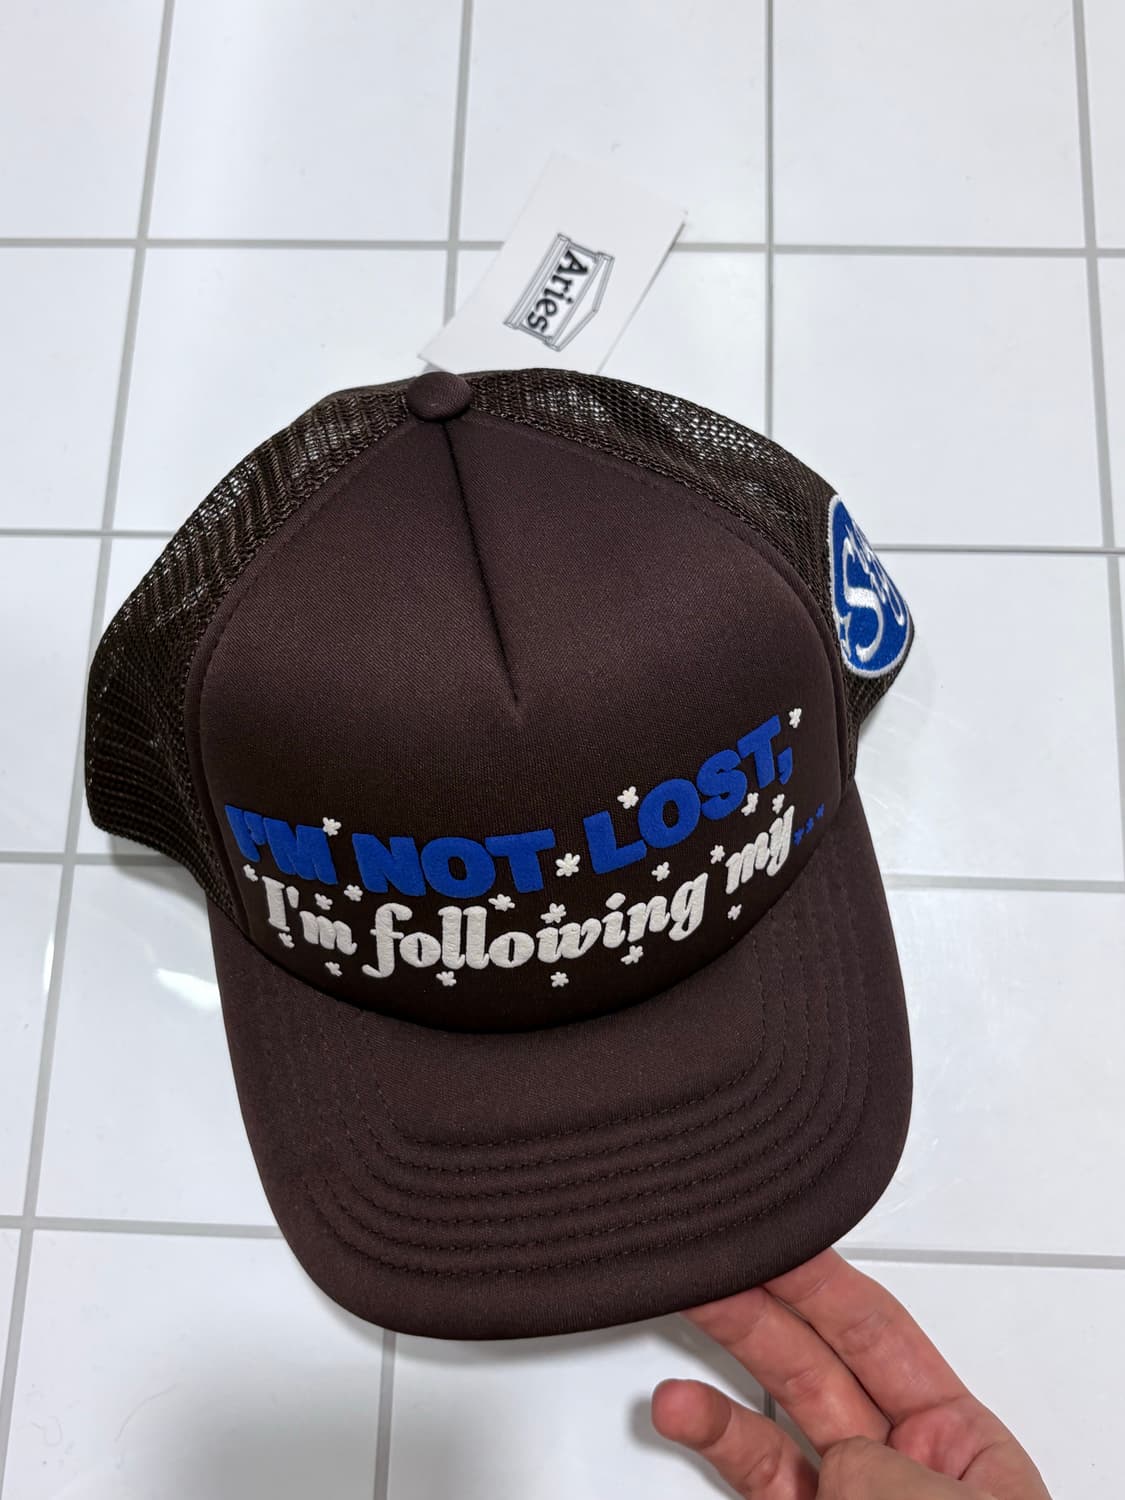 Aries
I'M NOT LOST,
I'm following my...